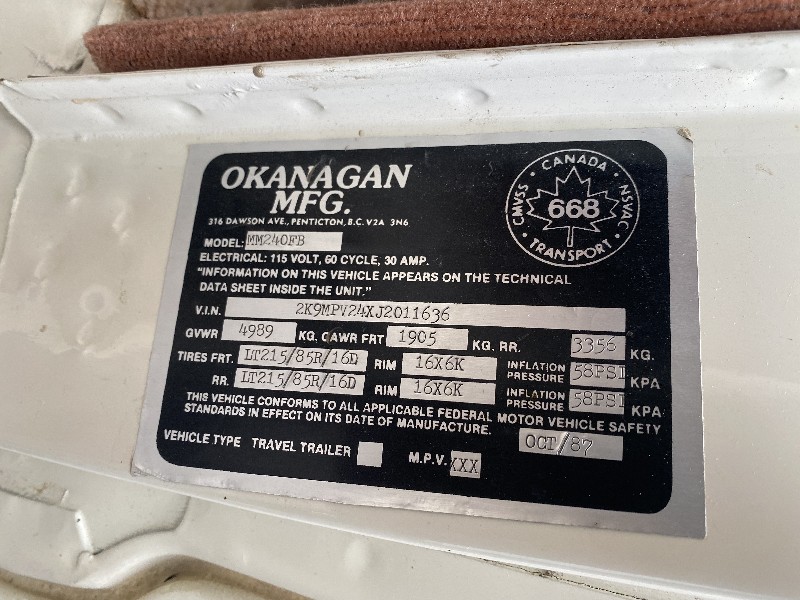 OKANAGAN
MFG.
316 DAWSON AVE., PENTICTON, B.C. V2A 3N6
CANADA
CMVSS
668
NSVAC
TRANSPORT
MODEL: MM240FB
ELECTRICAL: 115 VOLT, 60 CYCLE, 30 AMP.
"INFORMATION ON THIS VEHICLE APPEARS ON THE TECHNICAL
DATA SHEET INSIDE THE UNIT."
V.I.N. 2K9MPV24XJ2011636
GVWR 4989 KG. GAWR FRT 1905 KG. RR. 3356 KG.
TIRES FRT. LT215/85R/16D RIM 16X6K INFLATION PRESSURE 58PSI KPA
RR. LT215/85R/16D RIM 16X6K INFLATION PRESSURE 58PSI KPA
THIS VEHICLE CONFORMS TO ALL APPLICABLE FEDERAL MOTOR VEHICLE SAFETY
STANDARDS IN EFFECT ON ITS DATE OF MANUFACTURE. OCT/87
VEHICLE TYPE TRAVEL TRAILER M.P.V. XXX